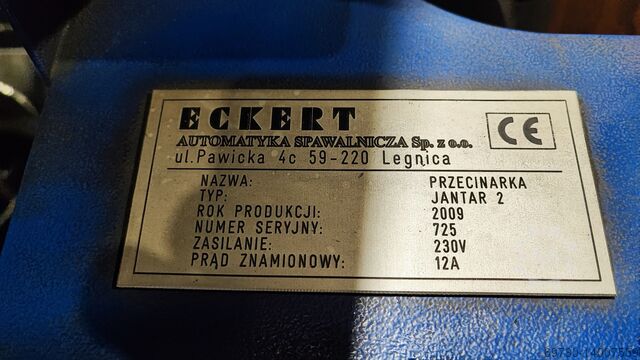 ECKERT
AUTOMATYKA SPAWALNICZA Sp. z o.o.
ul.Pawicka 4c 59-220 Legnica
CE
NAZWA: PRZECINARKA
TYP: JANTAR 2
ROK PRODUKCJI: 2009
NUMER SERYJNY: 725
ZASILANIE: 230V
PRĄD ZNAMIONOWY: 12A